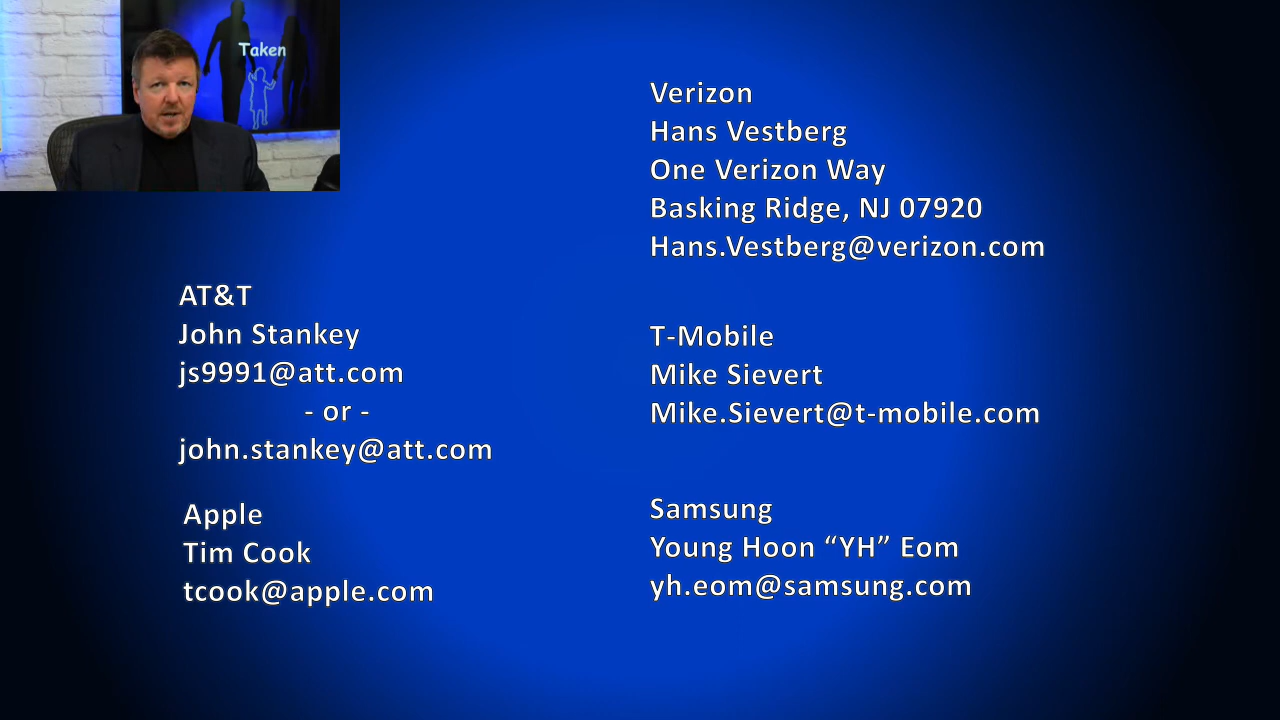 Taken
Verizon
Hans Vestberg
One Verizon Way
Basking Ridge, NJ 07920
Hans.Vestberg@verizon.com
AT&T
John Stankey
js9991@att.com
- or -
john.stankey@att.com
T-Mobile
Mike Sievert
Mike.Sievert@t-mobile.com
Apple
Tim Cook
tcook@apple.com
Samsung
Young Hoon “YH” Eom
yh.eom@samsung.com